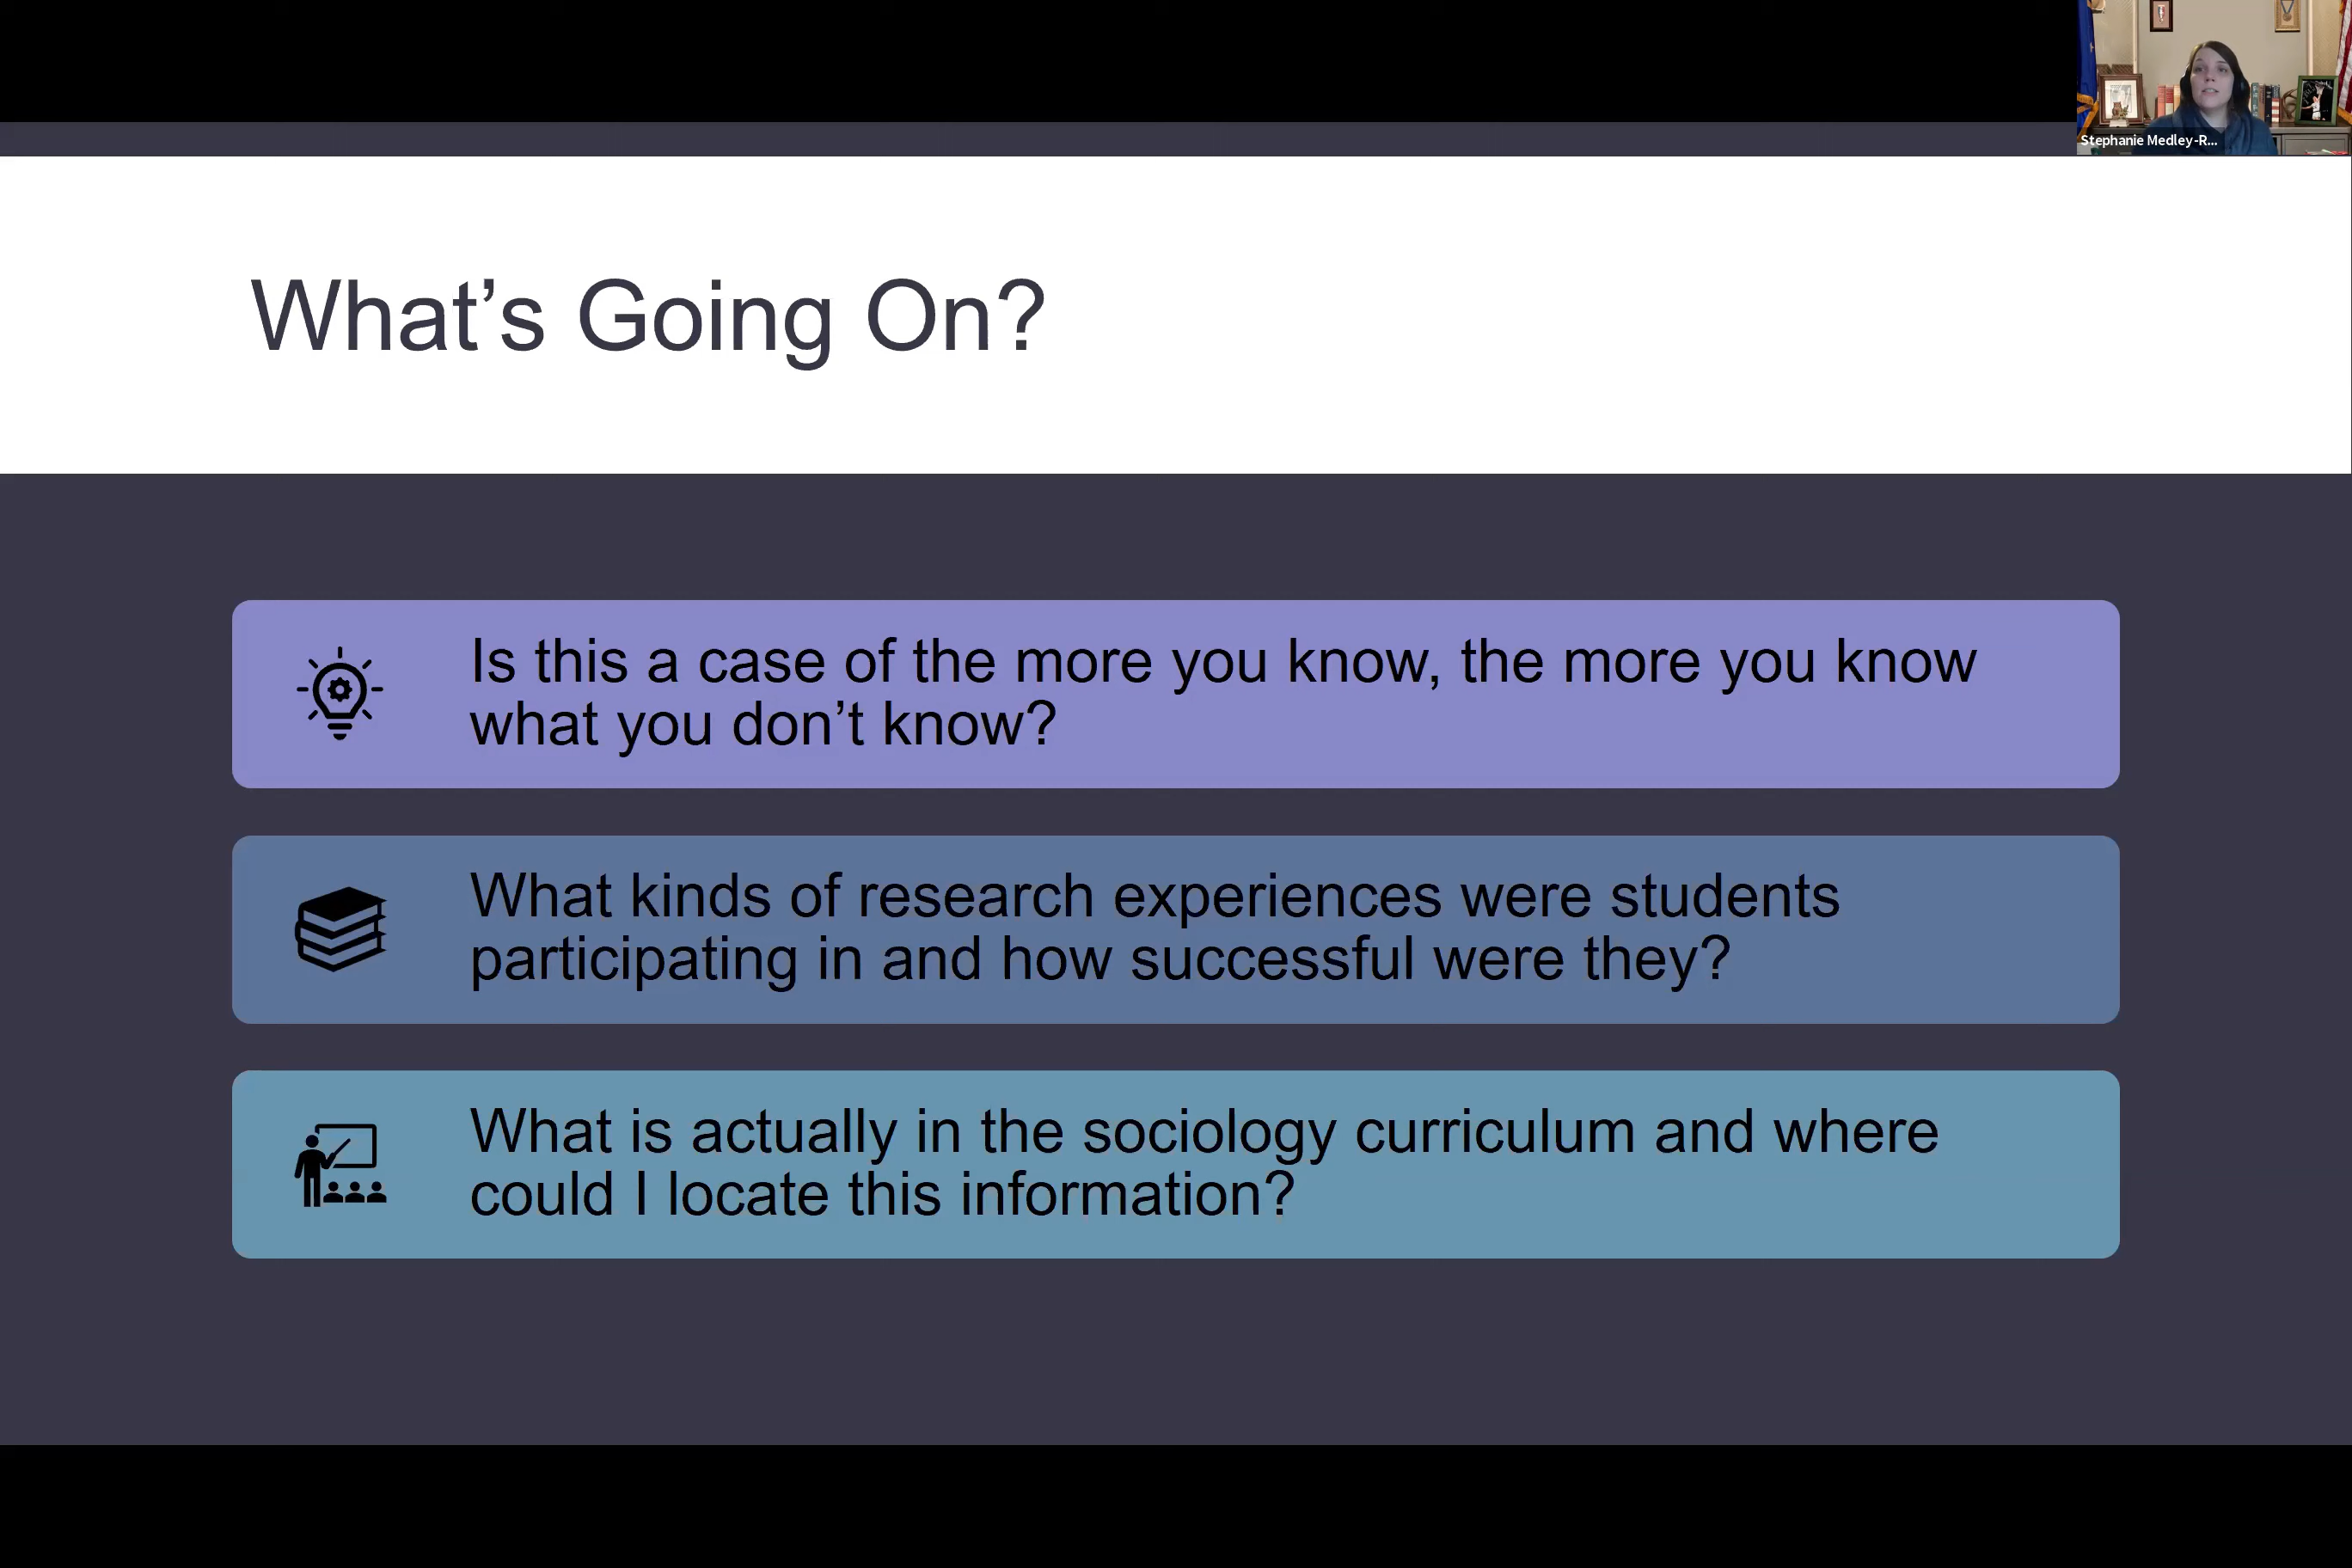 Stephanie Medley-R...
What's Going On?
Is this a case of the more you know, the more you know
what you don't know?
What kinds of research experiences were students
participating in and how successful were they?
What is actually in the sociology curriculum and where
could I locate this information?